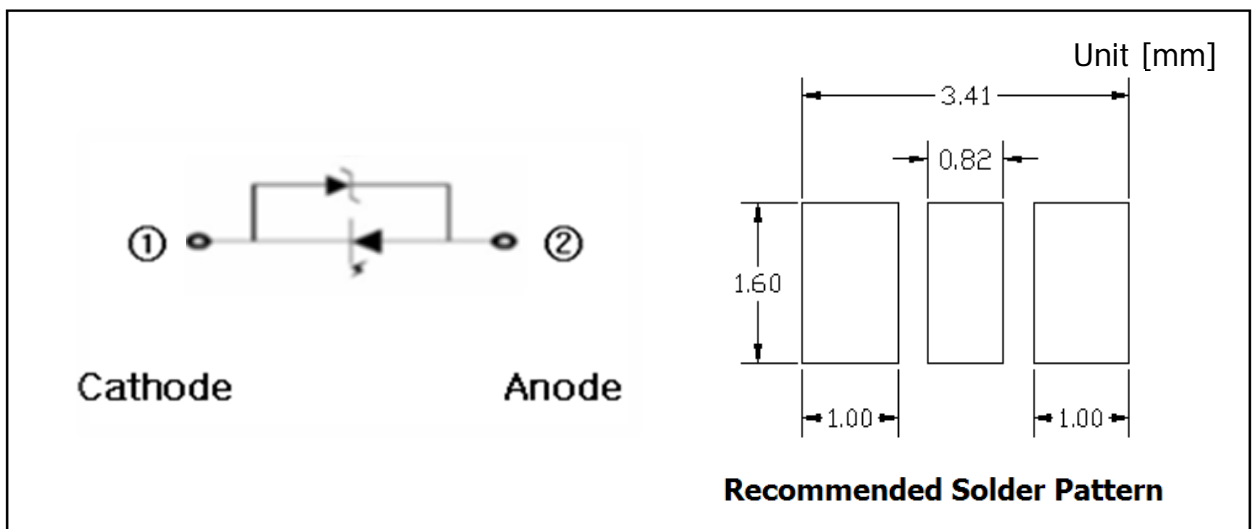 Unit [mm]
3.41
0.82
① ②
1.60
Cathode Anode
1.00 1.00
Recommended Solder Pattern